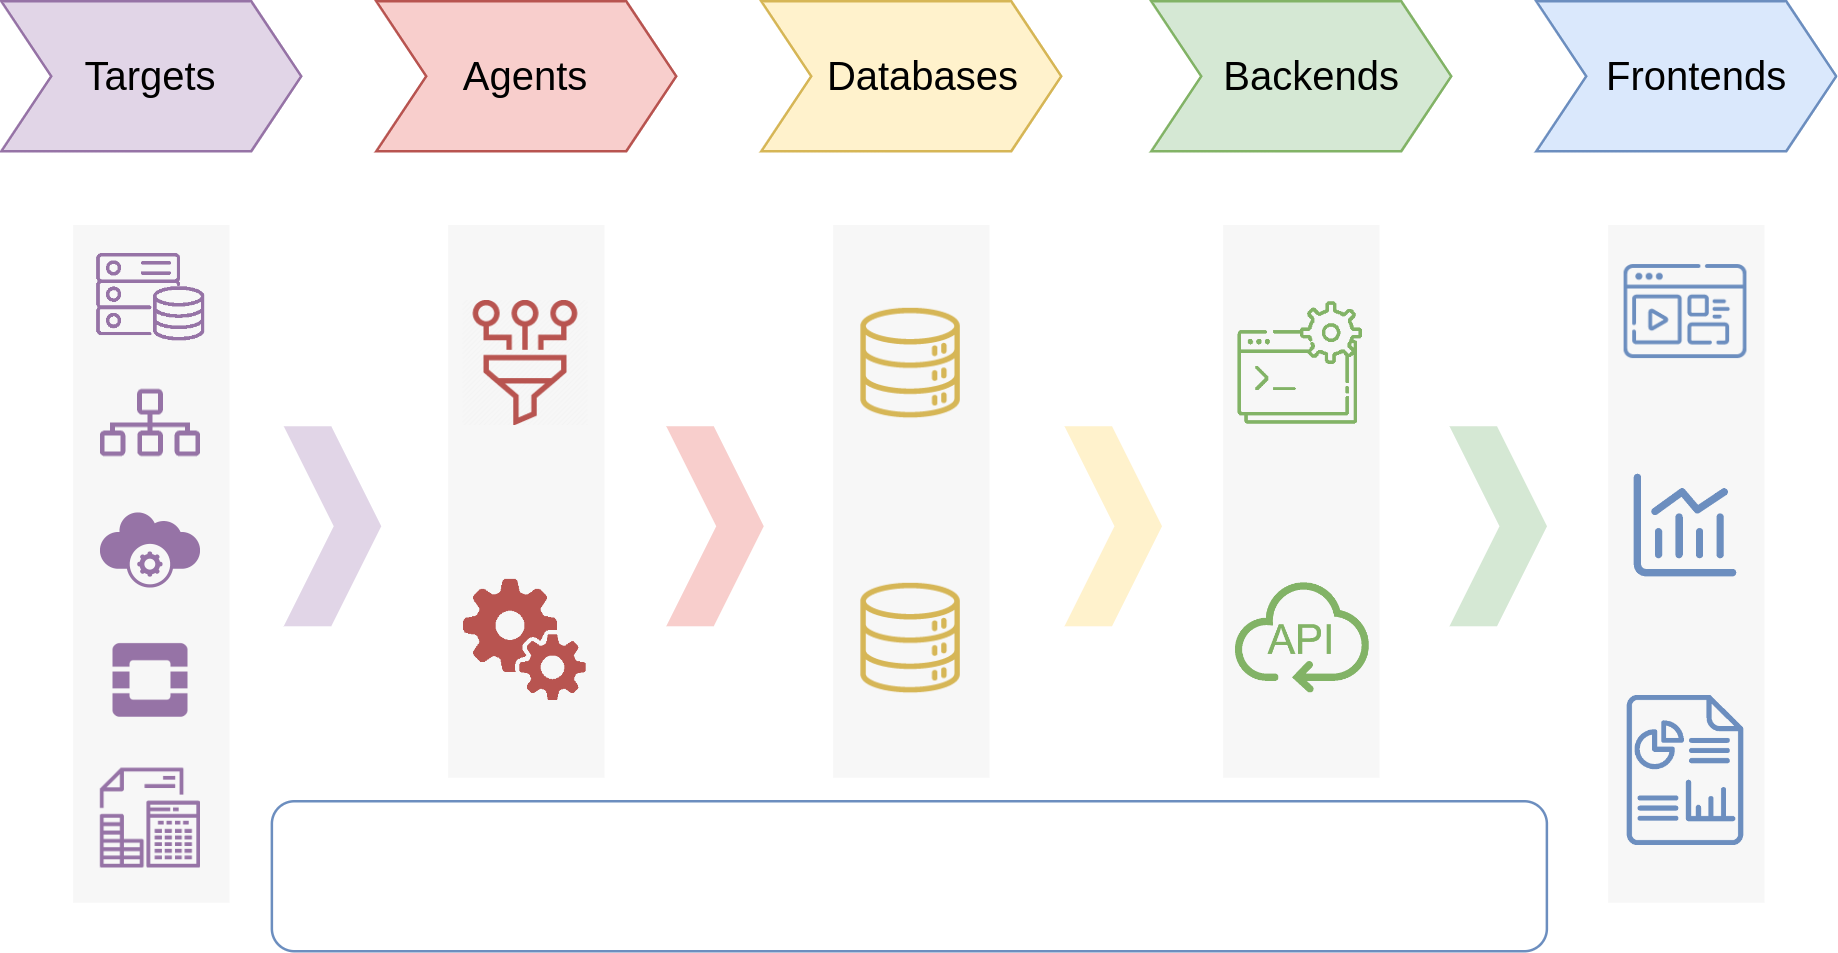 Targets
Agents
Databases
Backends
Frontends
API